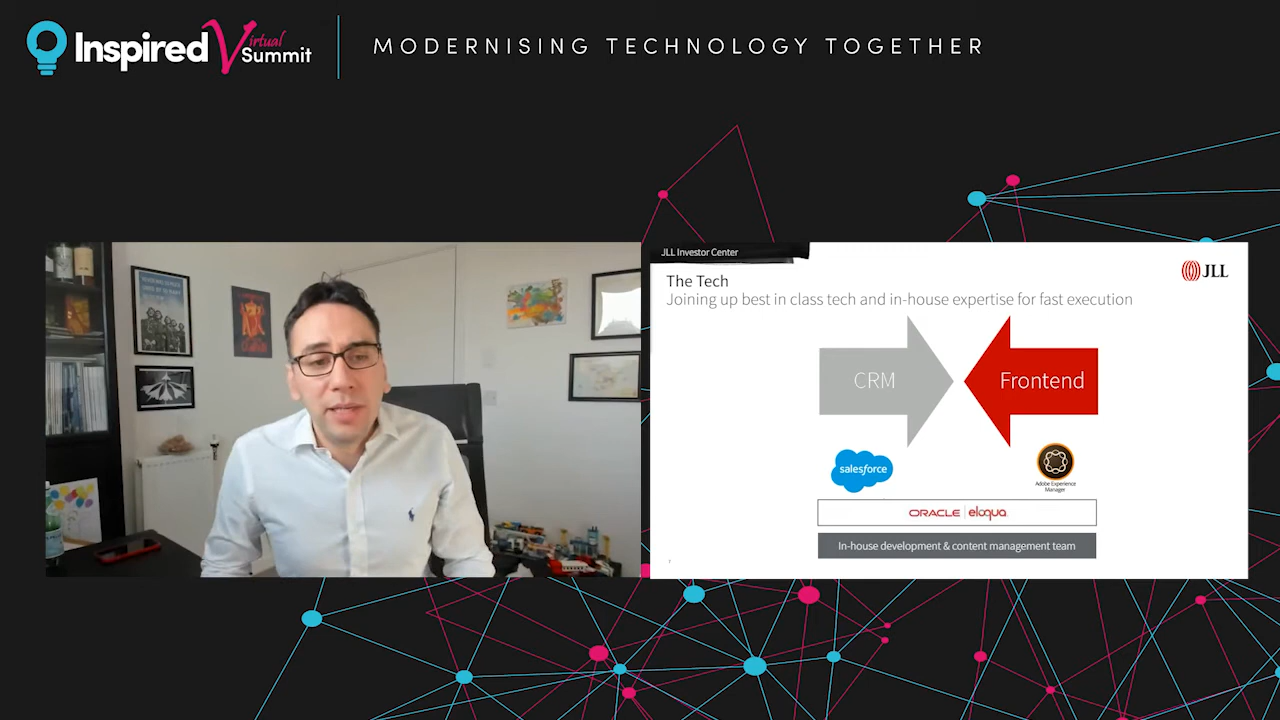 Inspired Virtual Summit
MODERNISING TECHNOLOGY TOGETHER
JLL Investor Center
JLL
The Tech
Joining up best in class tech and in-house expertise for fast execution
CRM
Frontend
salesforce
Adobe Experience
Manager
ORACLE | eloqua
In-house development & content management team